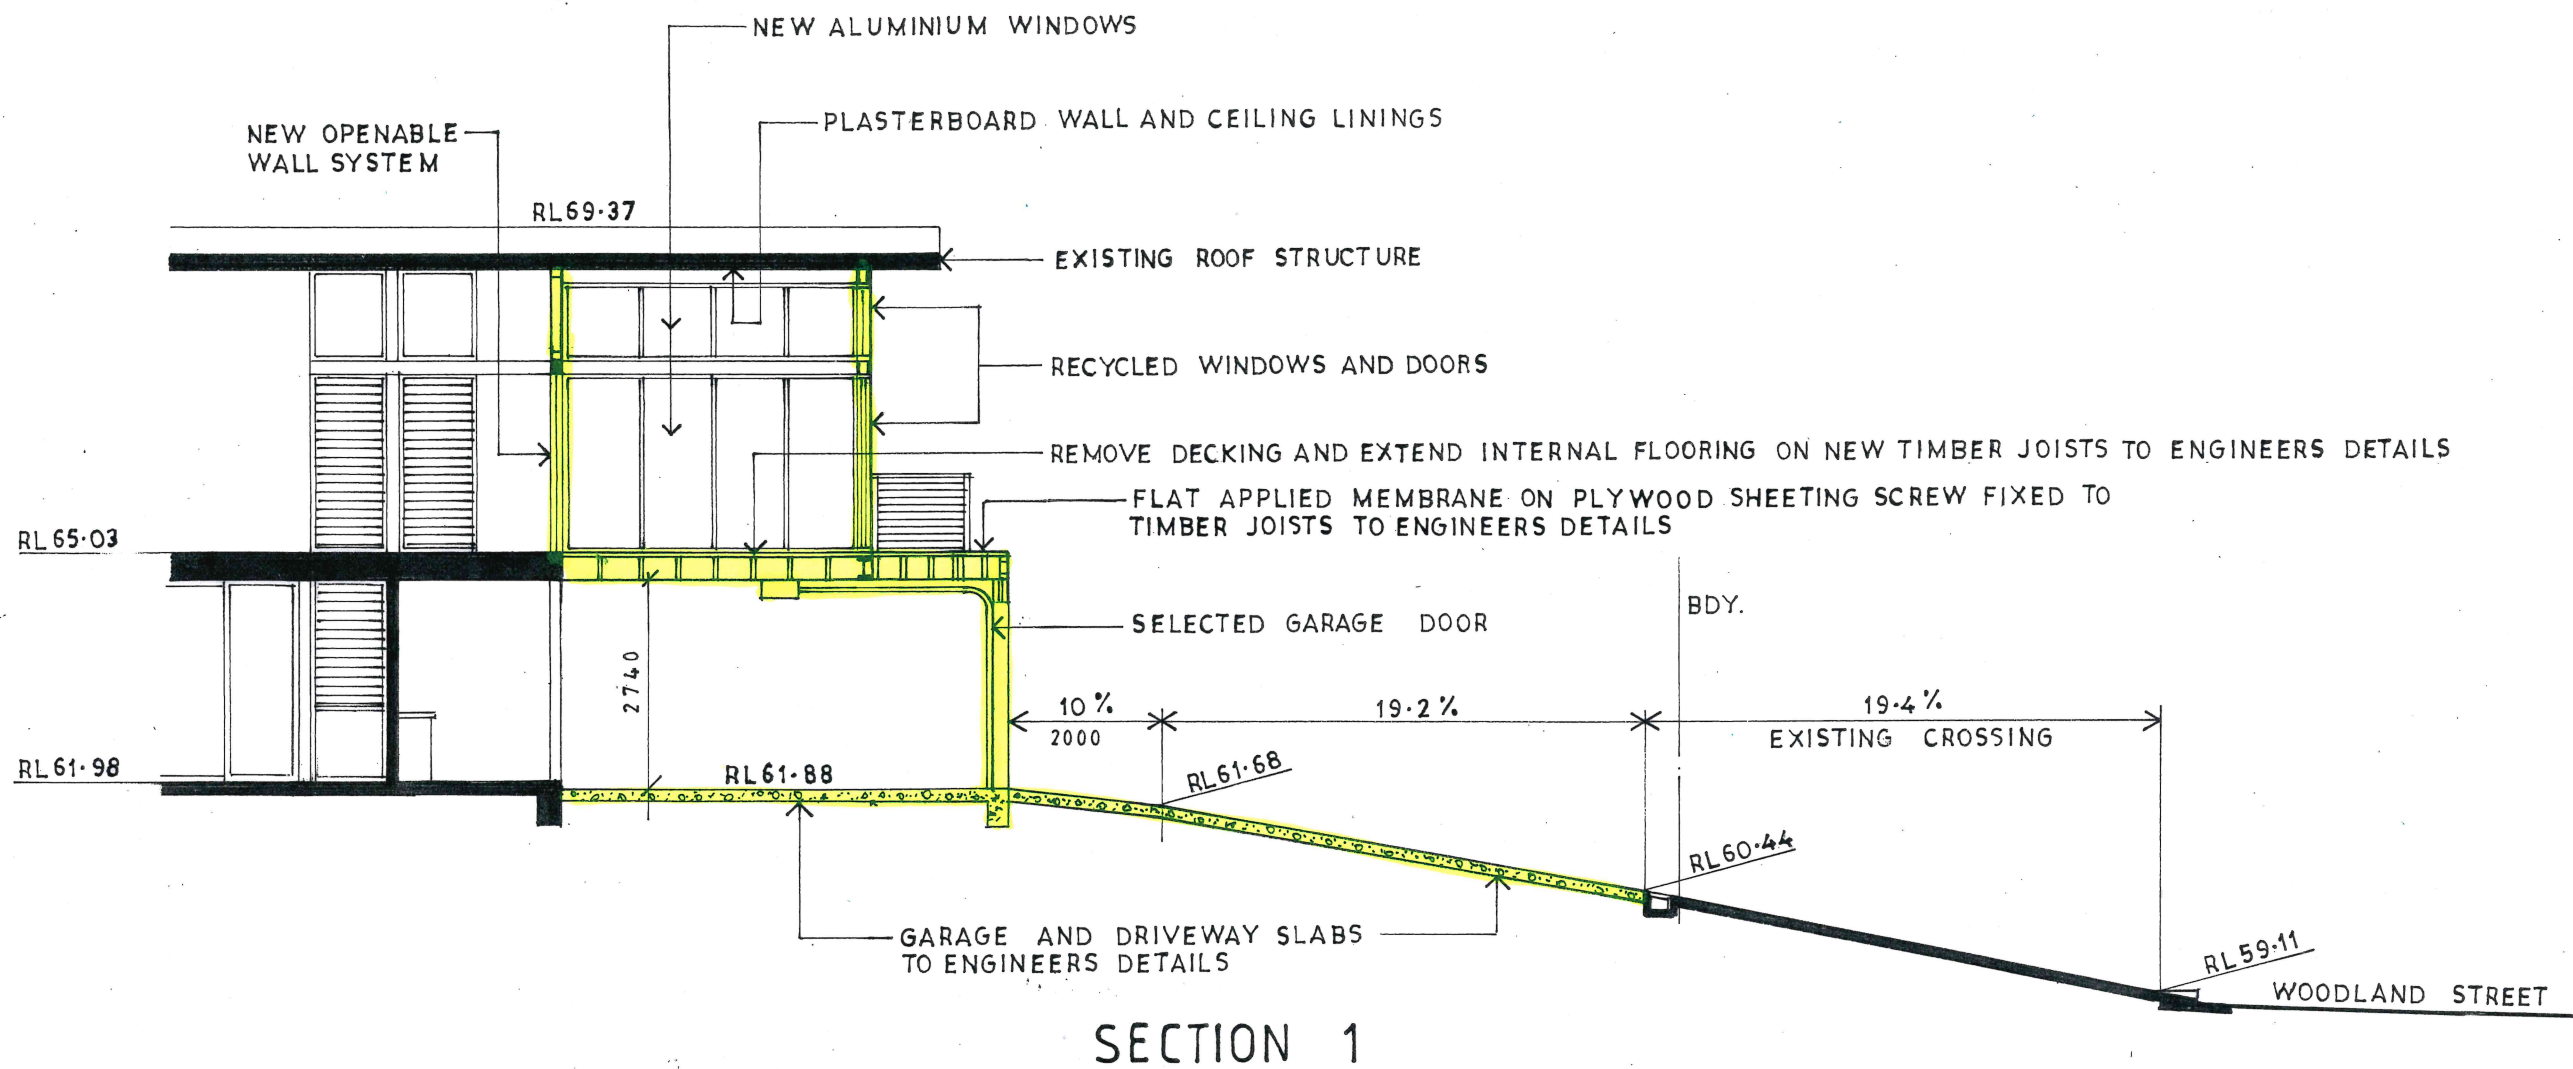 NEW ALUMINIUM WINDOWS
PLASTERBOARD WALL AND CEILING LININGS
NEW OPENABLE
WALL SYSTEM
RL69·37
EXISTING ROOF STRUCTURE
RECYCLED WINDOWS AND DOORS
REMOVE DECKING AND EXTEND INTERNAL FLOORING ON NEW TIMBER JOISTS TO ENGINEERS DETAILS
FLAT APPLIED MEMBRANE ON PLYWOOD SHEETING SCREW FIXED TO
TIMBER JOISTS TO ENGINEERS DETAILS
RL65·03
BDY.
SELECTED GARAGE DOOR
2740
10%
2000
19·2%
19·4%
EXISTING CROSSING
RL61·98
RL61·88
RL61·68
RL60·44
GARAGE AND DRIVEWAY SLABS
TO ENGINEERS DETAILS
RL59·11
WOODLAND STREET
SECTION 1